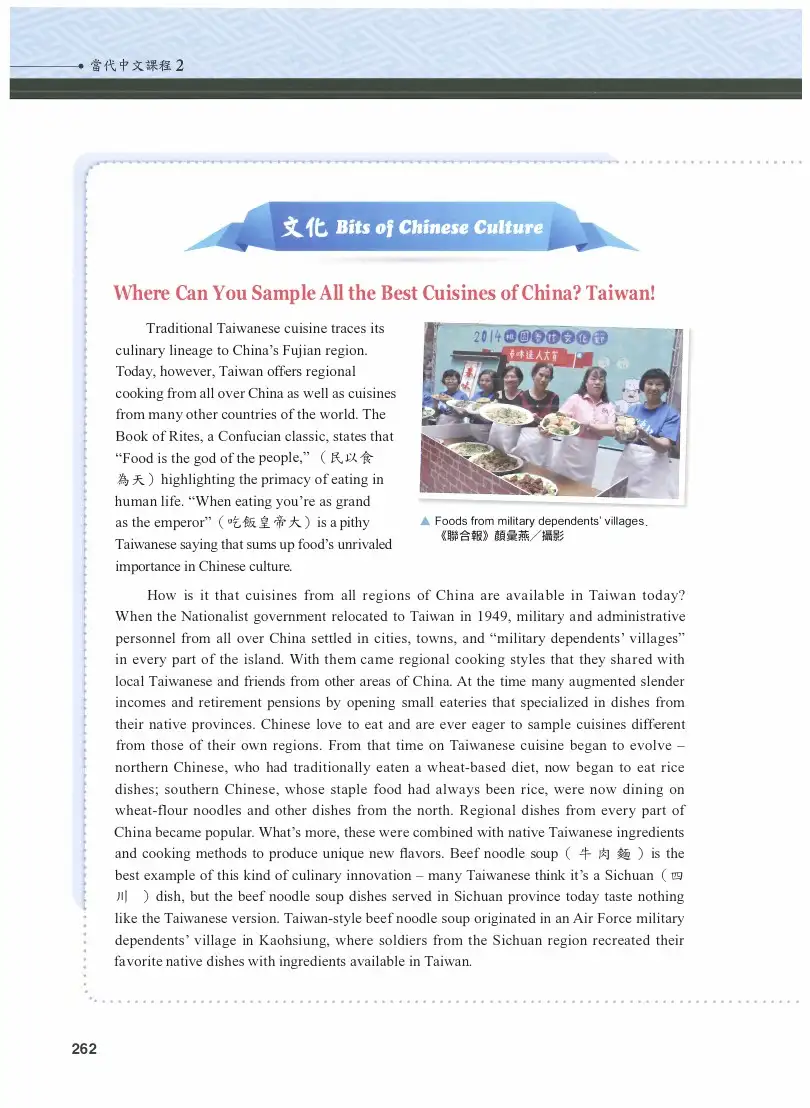 當代中文課程 2
文化 Bits of Chinese Culture
Where Can You Sample All the Best Cuisines of China? Taiwan!
Traditional Taiwanese cuisine traces its
culinary lineage to China's Fujian region.
Today, however, Taiwan offers regional
cooking from all over China as well as cuisines
from many other countries of the world. The
Book of Rites, a Confucian classic, states that
“Food is the god of the people,”（民以食
為天）highlighting the primacy of eating in
human life. “When eating you're as grand
as the emperor”（吃飯皇帝大）is a pithy
Taiwanese saying that sums up food's unrivaled
importance in Chinese culture.
2014桃園眷村文化節
眷味達人大賽
▲ Foods from military dependents' villages.
《聯合報》顏彙燕／攝影
How is it that cuisines from all regions of China are available in Taiwan today?
When the Nationalist government relocated to Taiwan in 1949, military and administrative
personnel from all over China settled in cities, towns, and “military dependents' villages”
in every part of the island. With them came regional cooking styles that they shared with
local Taiwanese and friends from other areas of China. At the time many augmented slender
incomes and retirement pensions by opening small eateries that specialized in dishes from
their native provinces. Chinese love to eat and are ever eager to sample cuisines different
from those of their own regions. From that time on Taiwanese cuisine began to evolve –
northern Chinese, who had traditionally eaten a wheat-based diet, now began to eat rice
dishes; southern Chinese, whose staple food had always been rice, were now dining on
wheat-flour noodles and other dishes from the north. Regional dishes from every part of
China became popular. What's more, these were combined with native Taiwanese ingredients
and cooking methods to produce unique new flavors. Beef noodle soup（牛肉麵）is the
best example of this kind of culinary innovation – many Taiwanese think it's a Sichuan（四
川 ）dish, but the beef noodle soup dishes served in Sichuan province today taste nothing
like the Taiwanese version. Taiwan-style beef noodle soup originated in an Air Force military
dependents' village in Kaohsiung, where soldiers from the Sichuan region recreated their
favorite native dishes with ingredients available in Taiwan.
262